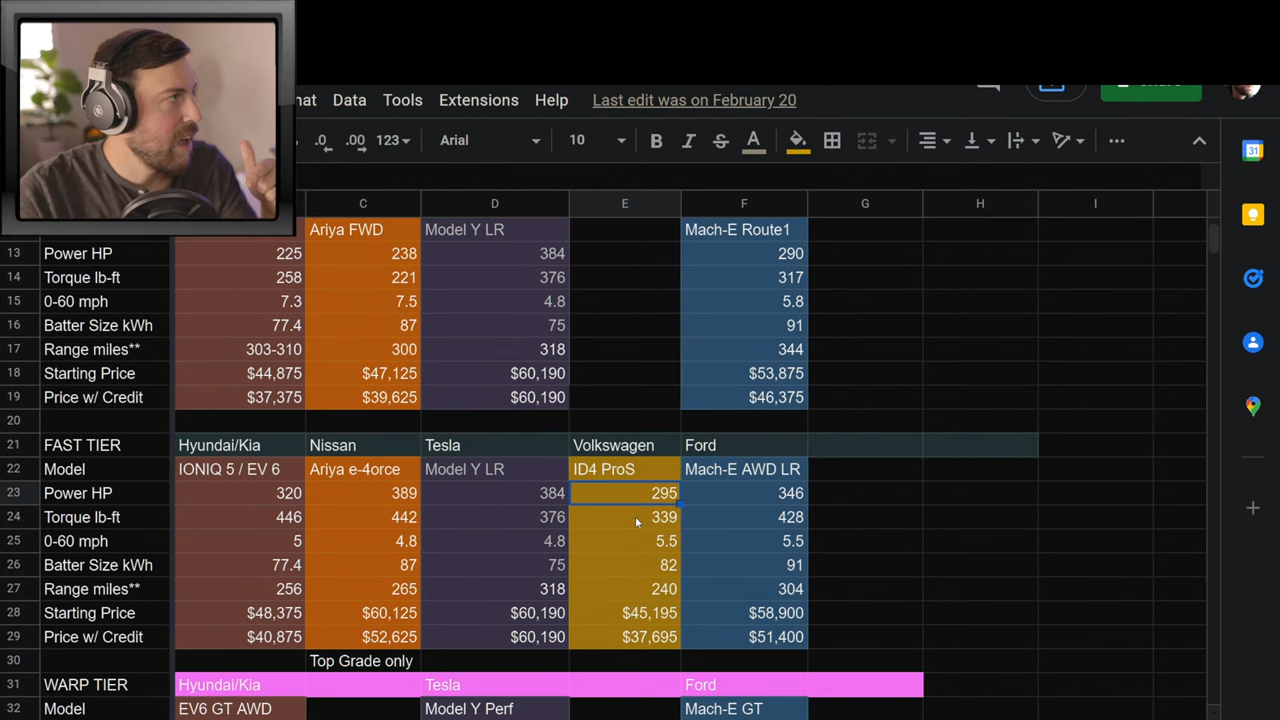 Data Tools Extensions Help Last edit was on February 20
.0 .00 123 Arial 10 B I S A
C D E F G H I
Ariya FWD Model Y LR Mach-E Route1
13 Power HP 225 238 384 290
14 Torque lb-ft 258 221 376 317
15 0-60 mph 7.3 7.5 4.8 5.8
16 Batter Size kWh 77.4 87 75 91
17 Range miles** 303-310 300 318 344
18 Starting Price $44,875 $47,125 $60,190 $53,875
19 Price w/ Credit $37,375 $39,625 $60,190 $46,375
20
21 FAST TIER Hyundai/Kia Nissan Tesla Volkswagen Ford
22 Model IONIQ 5 / EV 6 Ariya e-4orce Model Y LR ID4 ProS Mach-E AWD LR
23 Power HP 320 389 384 295 346
24 Torque lb-ft 446 442 376 339 428
25 0-60 mph 5 4.8 4.8 5.5 5.5
26 Batter Size kWh 77.4 87 75 82 91
27 Range miles** 256 265 318 240 304
28 Starting Price $48,375 $60,125 $60,190 $45,195 $58,900
29 Price w/ Credit $40,875 $52,625 $60,190 $37,695 $51,400
30 Top Grade only
31 WARP TIER Hyundai/Kia Tesla Ford
32 Model EV6 GT AWD Model Y Perf Mach-E GT